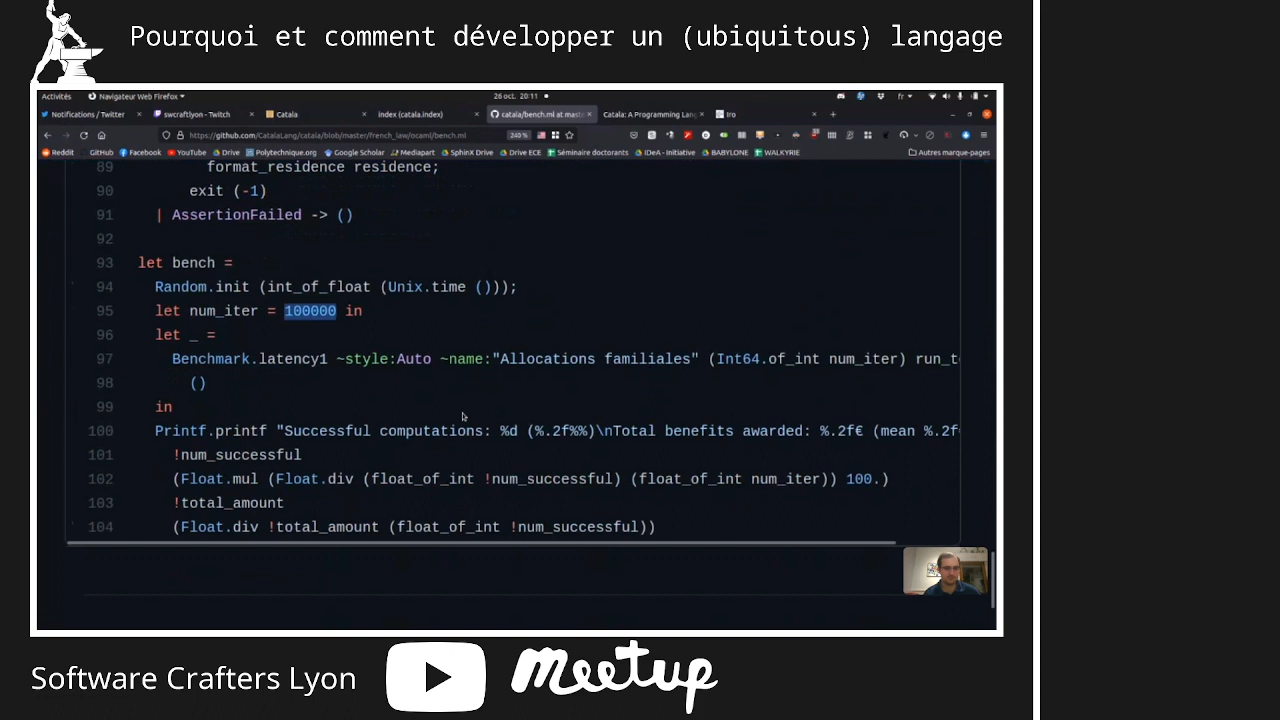 Pourquoi et comment développer un (ubiquitous) langage
Activités
Navigateur Web Firefox
26 oct. 20:11
fr
Notifications / Twitter
swcraftlyon - Twitch
Catala
index (catala.index)
catala/bench.ml at mast
Catala: A Programming Lan
Iro
https://github.com/CatalaLang/catala/blob/master/french_law/ocaml/bench.ml
240 %
Reddit
GitHub
Facebook
YouTube
Drive
Polytechnique.org
Google Scholar
Mediapart
SphinX Drive
Drive ECE
Séminaire doctorants
IDeA - Initiative
BABYLONE
WALKYRIE
Autres marque-pages
89 format_residence residence;
90 exit (-1)
91 | AssertionFailed -> ()
92
93 let bench =
94 Random.init (int_of_float (Unix.time ()));
95 let num_iter = 100000 in
96 let _ =
97 Benchmark.latency1 ~style:Auto ~name:"Allocations familiales" (Int64.of_int num_iter) run_t
98 ()
99 in
100 Printf.printf "Successful computations: %d (%.2f%%)\nTotal benefits awarded: %.2f€ (mean %.2f
101 !num_successful
102 (Float.mul (Float.div (float_of_int !num_successful) (float_of_int num_iter)) 100.)
103 !total_amount
104 (Float.div !total_amount (float_of_int !num_successful))
Software Crafters Lyon
meetup